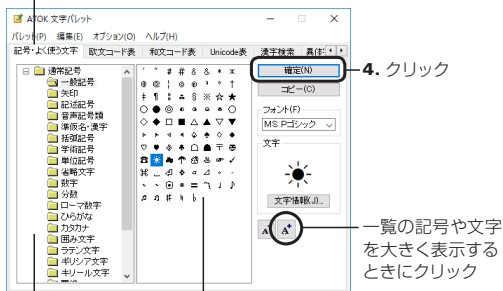 ATOK 文字パレット
パレット(P) 編集(E) オプション(O) ヘルプ(H)
記号・よく使う文字 欧文コード表 和文コード表 Unicode表 漢字検索 異体
通常記号
一般記号
矢印
記述記号
音声記号類
準仮名・漢字
括弧記号
学術記号
単位記号
省略文字
数字
分数
ローマ数字
ひらがな
カタカナ
囲み文字
ラテン文字
ギリシア文字
キリール文字
確定(N)
コピー(C)
フォント(F)
MS Pゴシック
文字
文字情報(J)...
A A+
4. クリック
一覧の記号や文字
を大きく表示する
ときにクリック